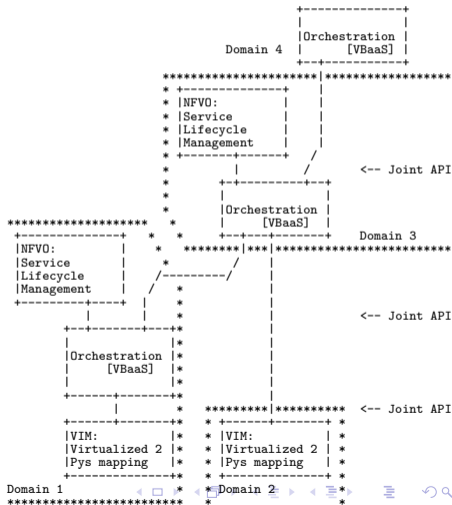 Orchestration
[VBaaS]
Domain 4
NFVO:
Service
Lifecycle
Management
<-- Joint API
Orchestration
[VBaaS]
Domain 3
NFVO:
Service
Lifecycle
Management
<-- Joint API
Orchestration
[VBaaS]
<-- Joint API
VIM:
Virtualized 2
Pys mapping
VIM:
Virtualized 2
Pys mapping
Domain 1
Domain 2